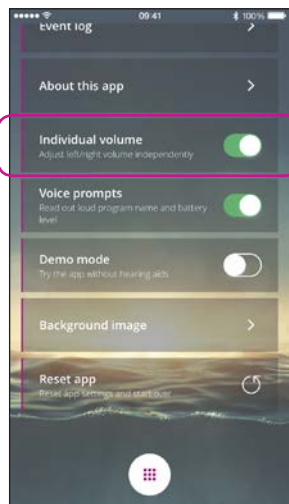 09:41 100%
Event log
About this app
Individual volume
Adjust left/right volume independently
Voice prompts
Read out loud program name and battery
level
Demo mode
Try the app without hearing aids
Background image
Reset app
Reset app settings and start over